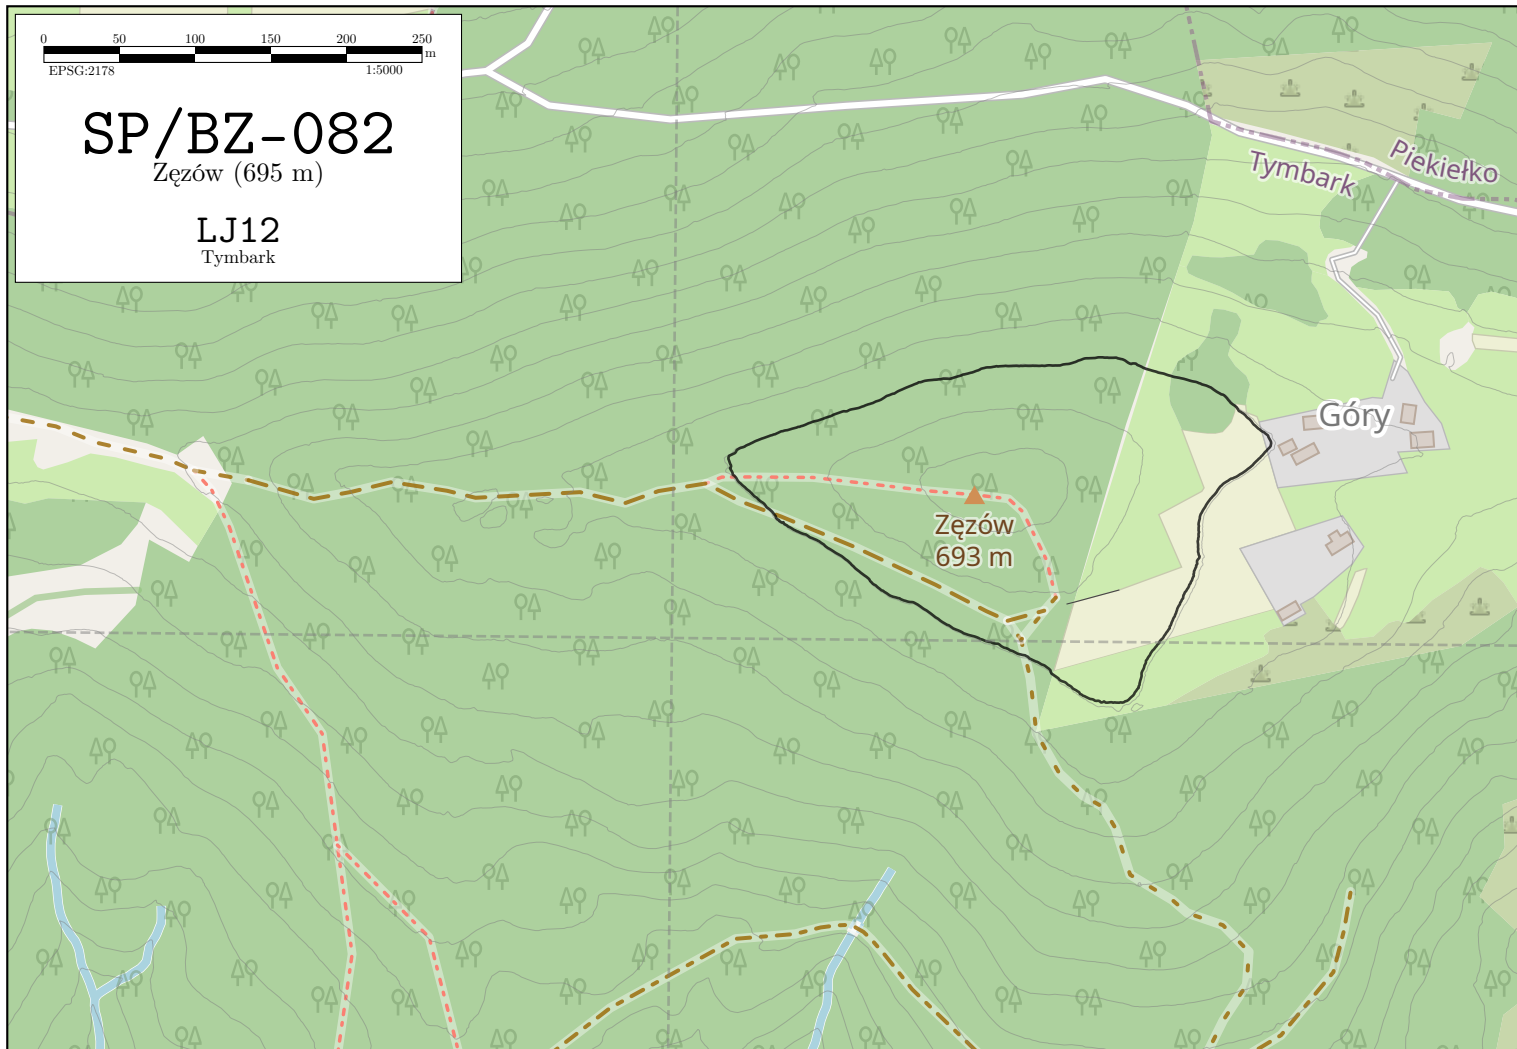 0 50 100 150 200 250
m
EPSG:2178 1:5000
SP/BZ-082
Zęzów (695 m)
LJ12
Tymbark
Tymbark
Piekiełko
Góry
Zęzów
693 m